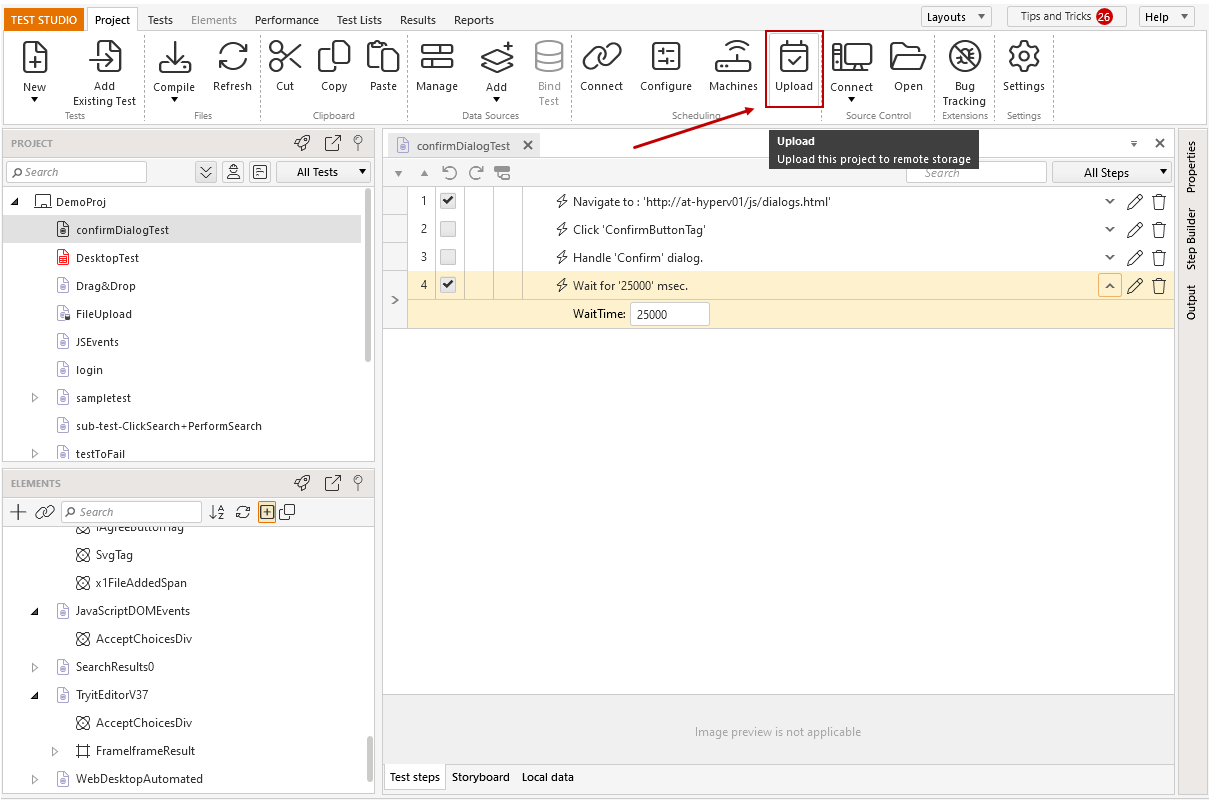 TEST STUDIO Project Tests Elements Performance Test Lists Results Reports Layouts Tips and Tricks 26 Help
New Add Existing Test Compile Refresh Cut Copy Paste Manage Add Bind Test Connect Configure Machines Upload Connect Open Bug Tracking Settings
Tests Files Clipboard Data Sources Scheduling Source Control Extensions Settings
Upload
Upload this project to remote storage
PROJECT
Search All Tests
DemoProj
confirmDialogTest
DesktopTest
Drag&Drop
FileUpload
JSEvents
login
sampletest
sub-test-ClickSearch+PerformSearch
testToFail
ELEMENTS
Search
IAgreeButtonTag
SvgTag
x1FileAddedSpan
JavaScriptDOMEvents
AcceptChoicesDiv
SearchResults0
TryitEditorV37
AcceptChoicesDiv
FrameIframeResult
WebDesktopAutomated
confirmDialogTest
Search All Steps
1 Navigate to : 'http://at-hyperv01/js/dialogs.html'
2 Click 'ConfirmButtonTag'
3 Handle 'Confirm' dialog.
4 Wait for '25000' msec.
WaitTime: 25000
Image preview is not applicable
Test steps Storyboard Local data
Properties
Step Builder
Output